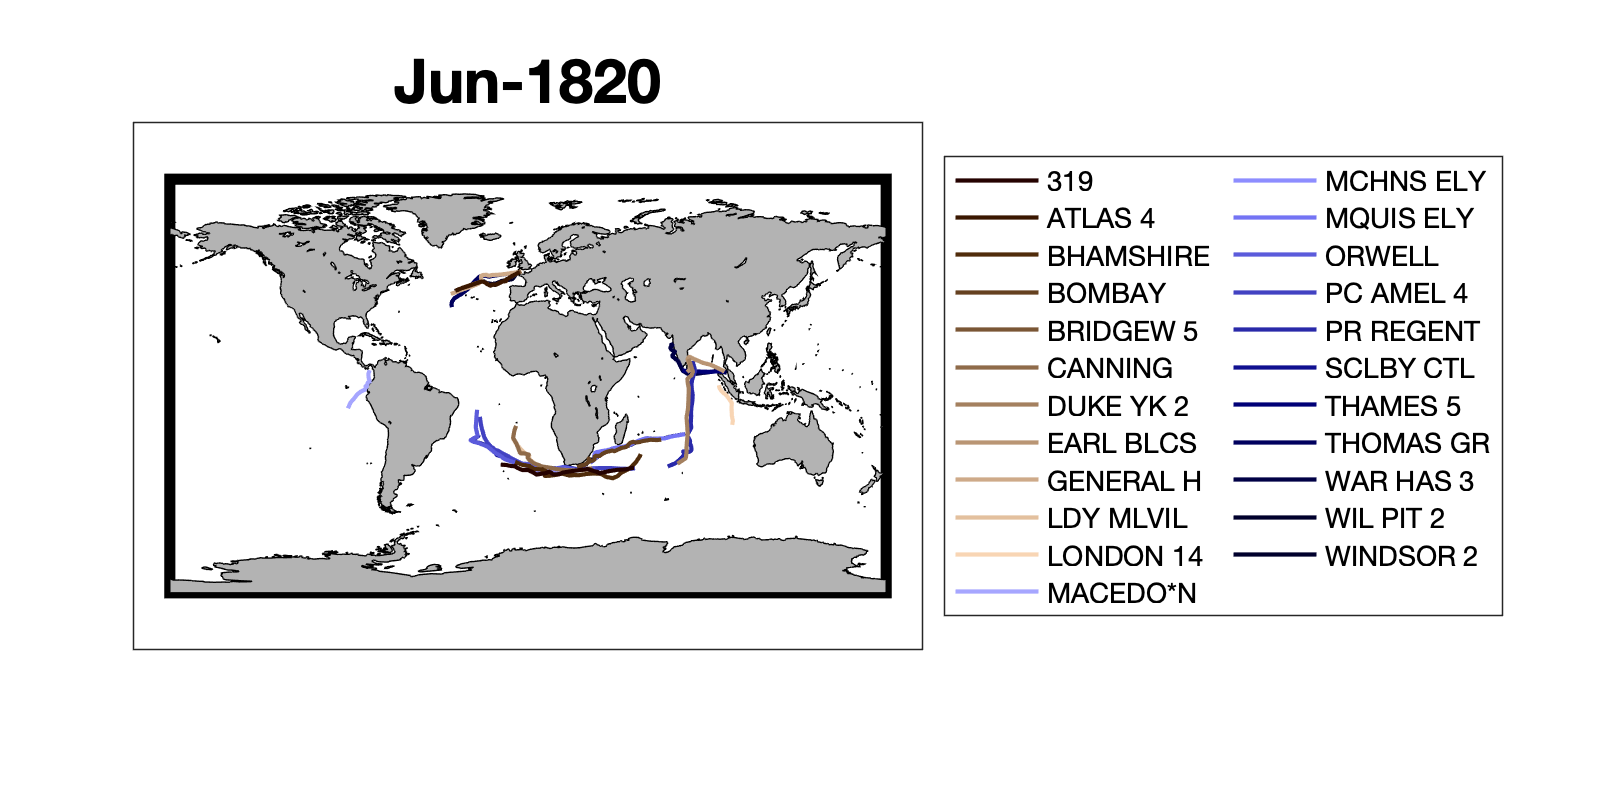 Jun-1820
319
ATLAS 4
BHAMSHIRE
BOMBAY
BRIDGEW 5
CANNING
DUKE YK 2
EARL BLCS
GENERAL H
LDY MLVIL
LONDON 14
MACEDO*N
MCHNS ELY
MQUIS ELY
ORWELL
PC AMEL 4
PR REGENT
SCLBY CTL
THAMES 5
THOMAS GR
WAR HAS 3
WIL PIT 2
WINDSOR 2